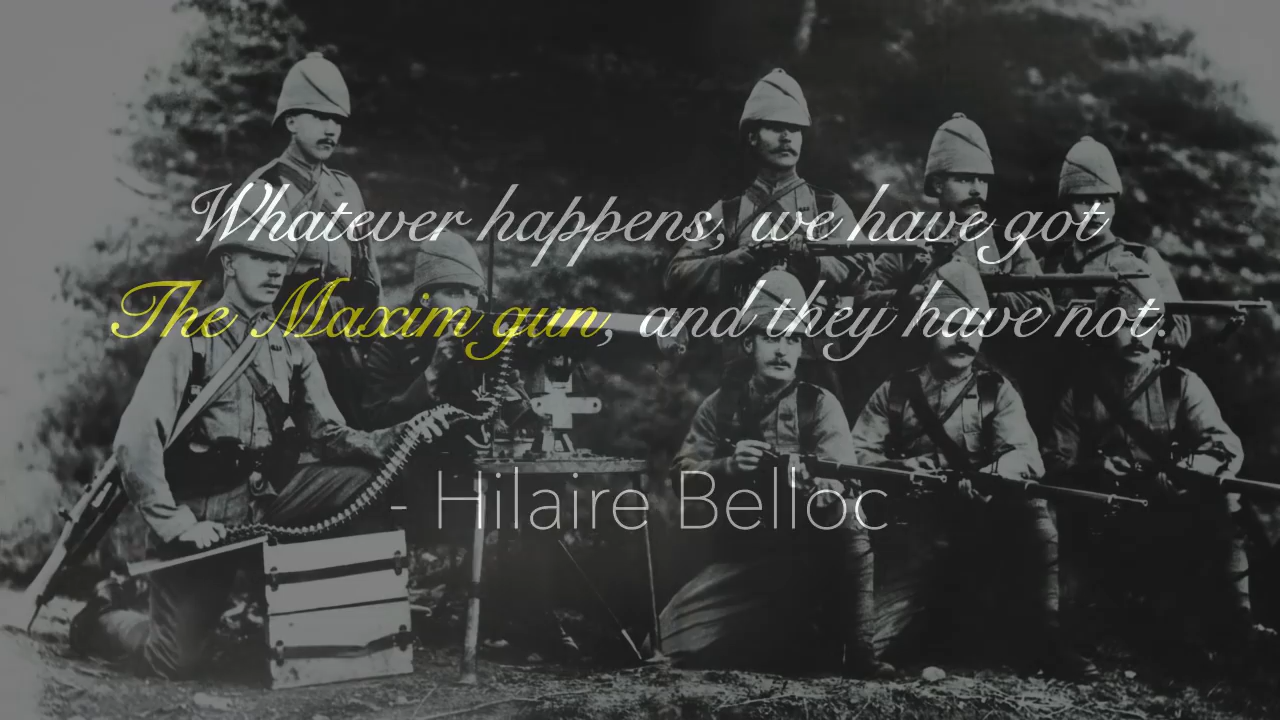 Whatever happens, we have got
The Maxim gun, and they have not.
- Hilaire Belloc